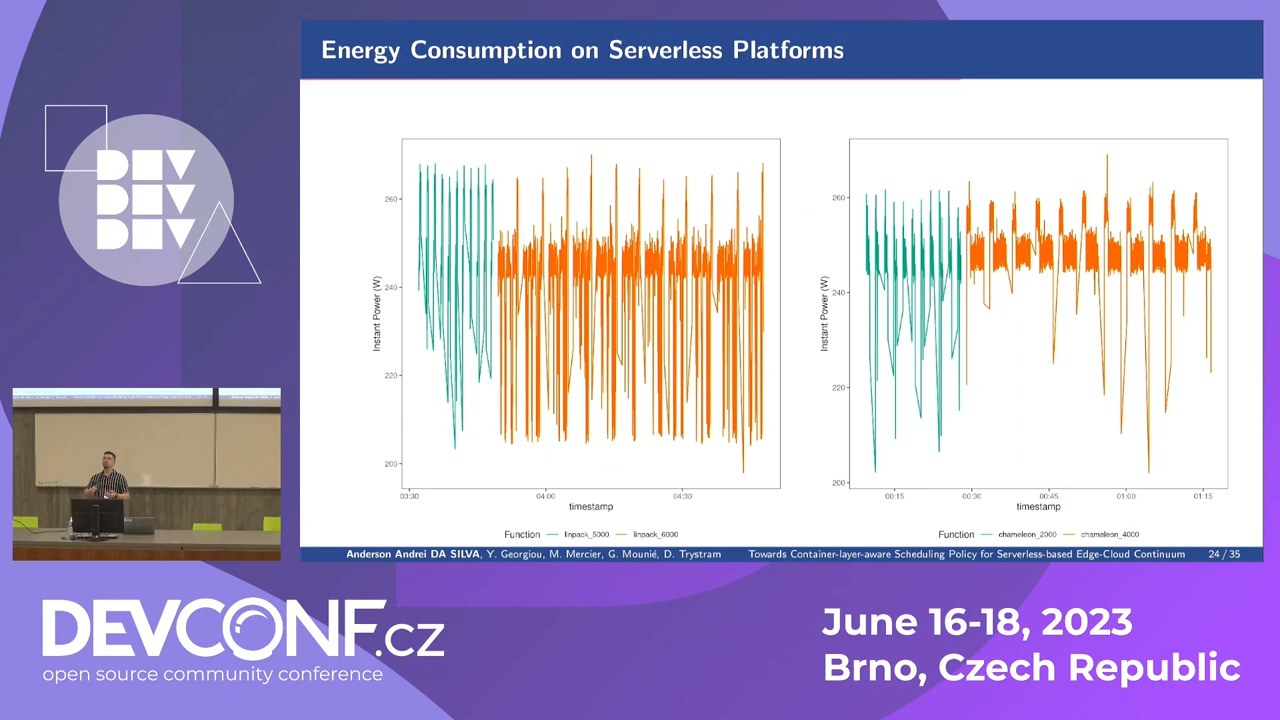 Energy Consumption on Serverless Platforms
DEV
DEV
DEV
260
240
220
200
Instant Power (W)
03:30
04:00
04:30
timestamp
Function
linpack_5000
linpack_6000
260
240
220
200
Instant Power (W)
00:15
00:30
00:45
01:00
01:15
timestamp
Function
chameleon_2000
chameleon_4000
Anderson Andrei DA SILVA, Y. Georgiou, M. Mercier, G. Mounié, D. Trystram
Towards Container-layer-aware Scheduling Policy for Serverless-based Edge-Cloud Continuum
24 / 35
DEVCONF.cz
open source community conference
June 16-18, 2023
Brno, Czech Republic